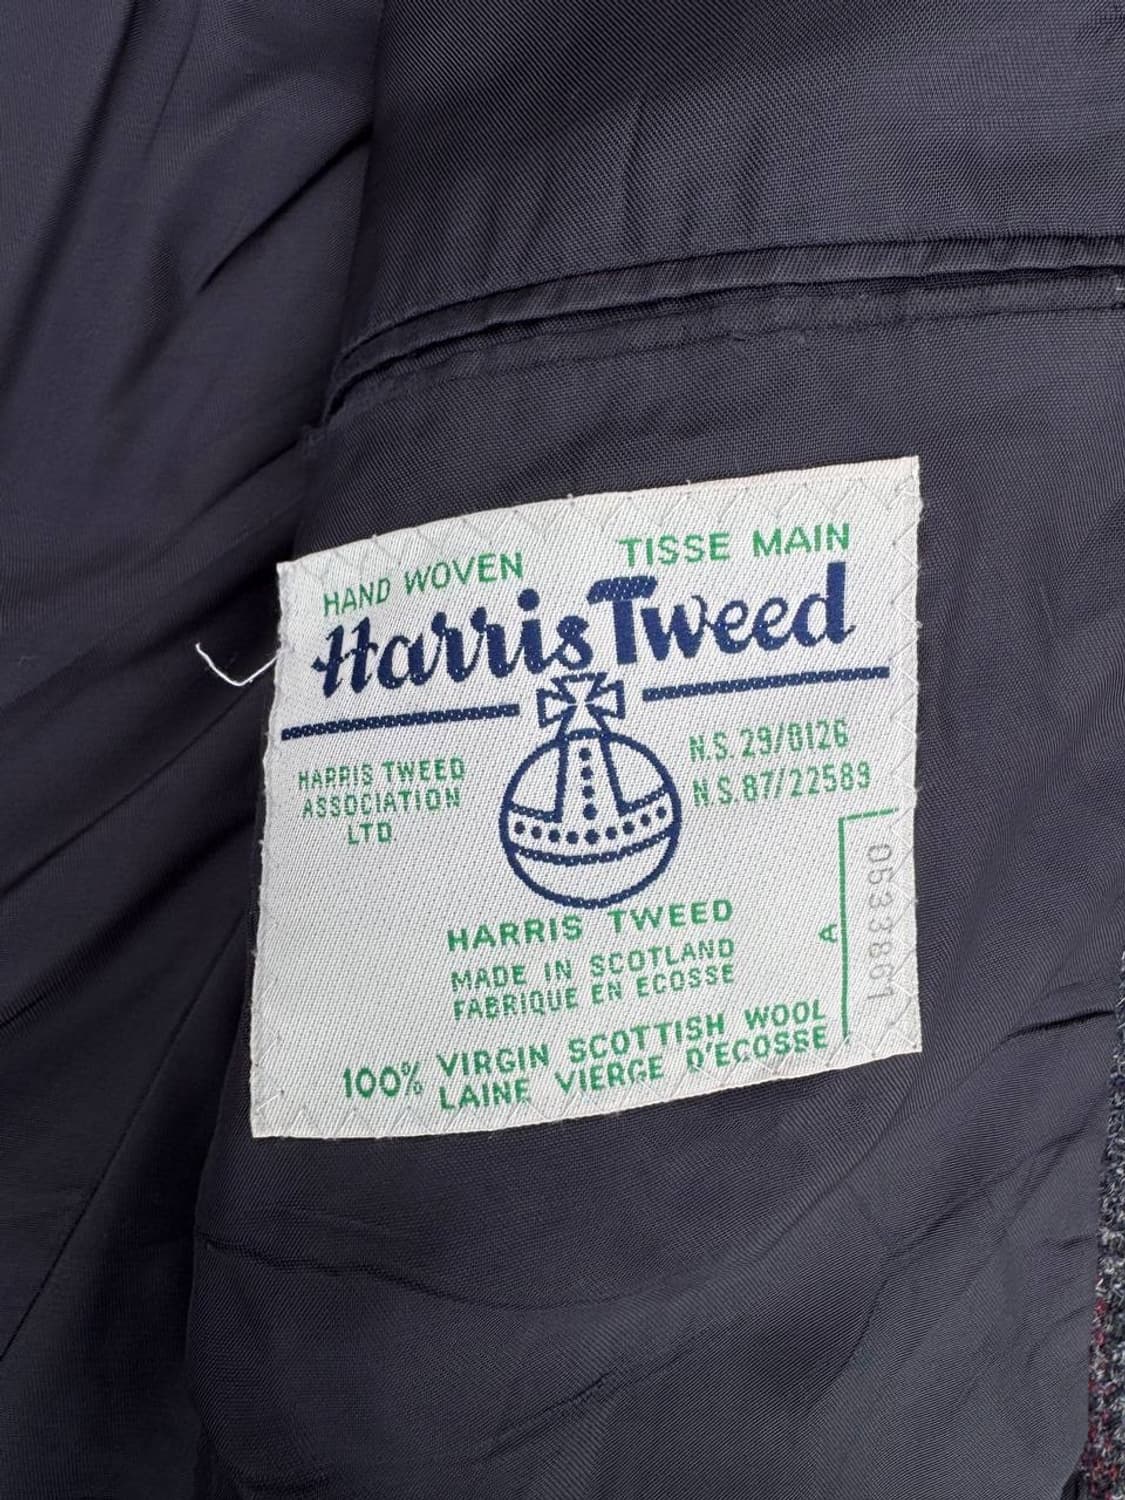 HAND WOVEN TISSE MAIN
Harris Tweed
HARRIS TWEED
ASSOCIATION
LTD
N.S. 29/8126
N.S. 87/22589
HARRIS TWEED
MADE IN SCOTLAND
FABRIQUE EN ECOSSE
100% VIRGIN SCOTTISH WOOL
LAINE VIERGE D'ECOSSE
A
0533861